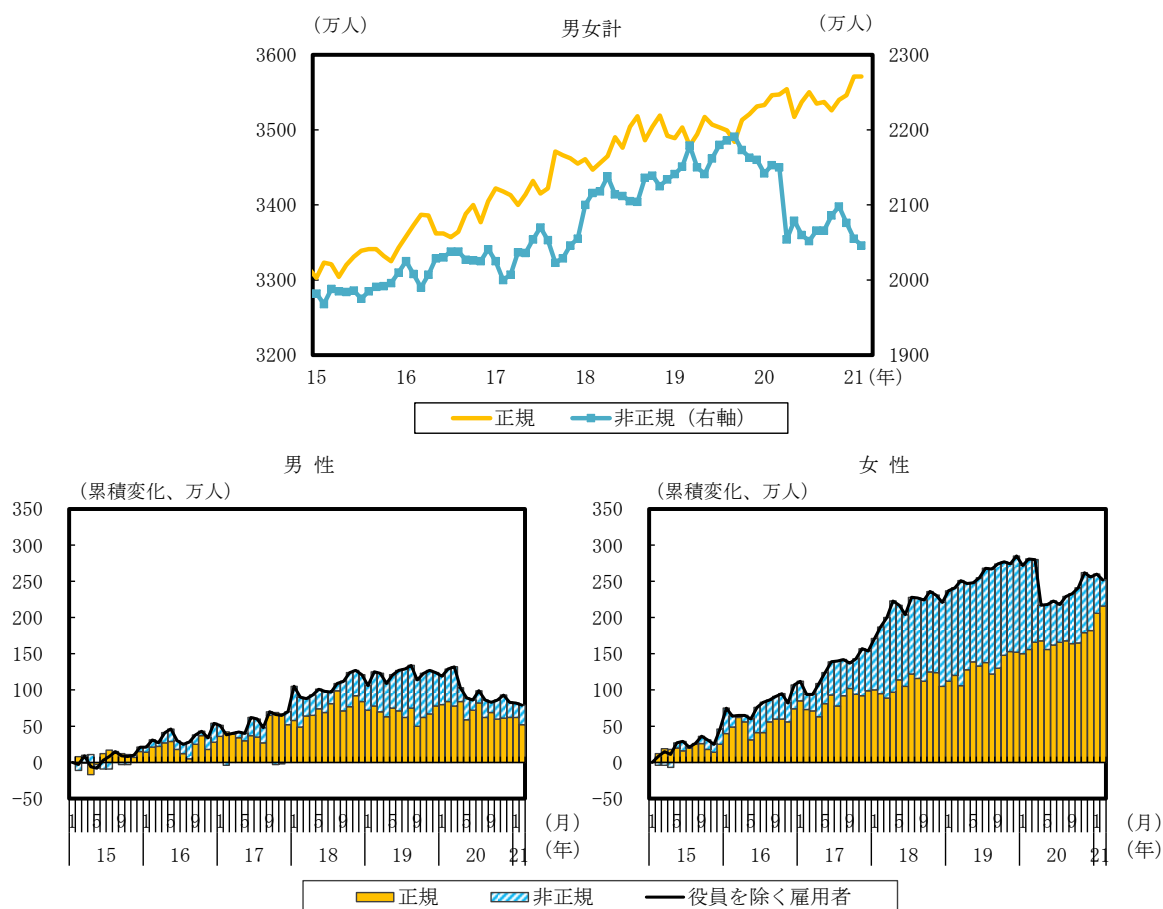 男女計
(万人) (万人)
3600 2300
3500 2200
3400 2100
3300 2000
3200 1900
15 16 17 18 19 20 21 (年)
正規 非正規（右軸）
男 性
（累積変化、万人）
350
300
250
200
150
100
50
0
−50
1 5 9 1 5 9 1 5 9 1 5 9 1 5 9 1 5 9 1 (月)
15 16 17 18 19 20 21 (年)
女 性
（累積変化、万人）
350
300
250
200
150
100
50
0
−50
1 5 9 1 5 9 1 5 9 1 5 9 1 5 9 1 5 9 1 (月)
15 16 17 18 19 20 21 (年)
正規 非正規 役員を除く雇用者